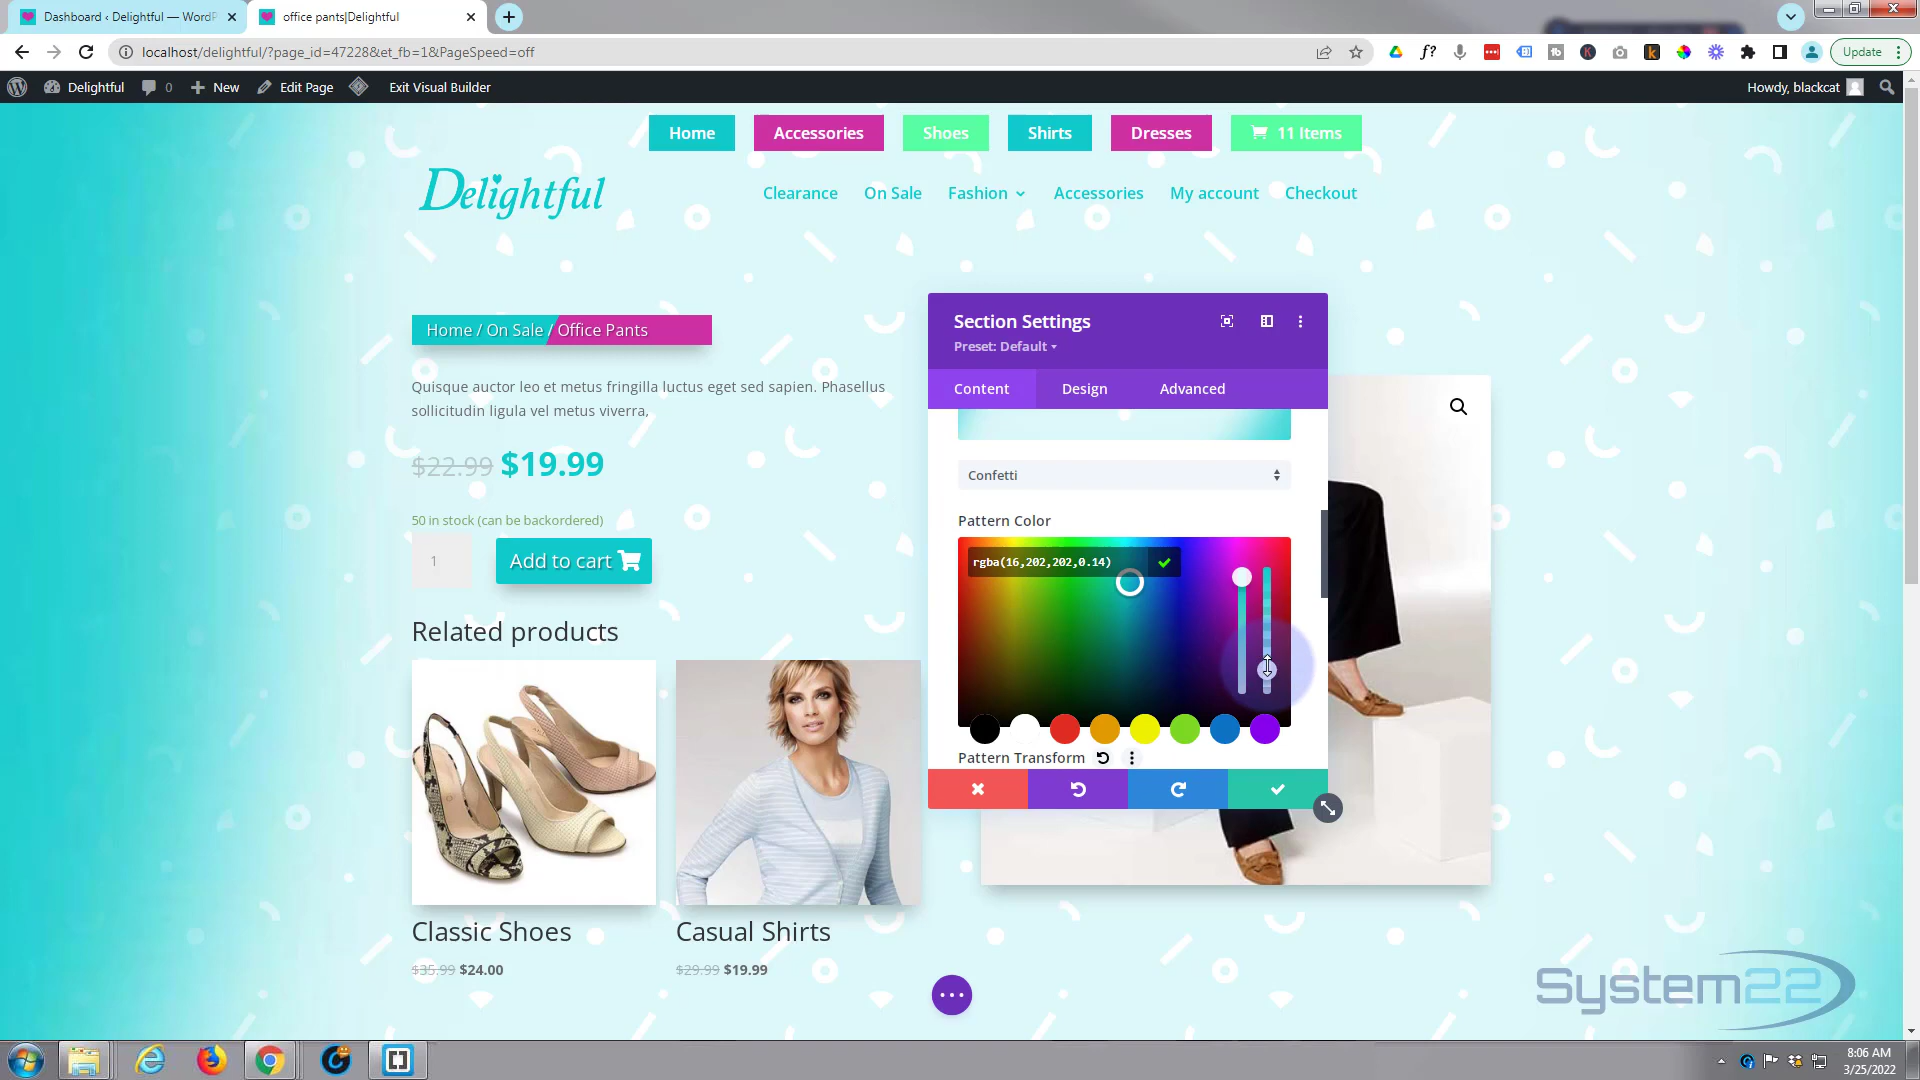 Dashboard ‹ Delightful — WordP
office pants|Delightful
localhost/delightful/?page_id=47228&et_fb=1&PageSpeed=off
Update
Delightful
0
New
Edit Page
Exit Visual Builder
Howdy, blackcat
Home
Accessories
Shoes
Shirts
Dresses
11 Items
Delightful
Clearance
On Sale
Fashion
Accessories
My account
Checkout
Home / On Sale / Office Pants
Quisque auctor leo et metus fringilla luctus eget sed sapien. Phasellus
sollicitudin ligula vel metus viverra,
$22.99 $19.99
50 in stock (can be backordered)
1
Add to cart
Related products
Classic Shoes
$35.99 $24.00
Casual Shirts
$29.99 $19.99
Section Settings
Preset: Default
Content
Design
Advanced
Confetti
Pattern Color
rgba(16,202,202,0.14)
Pattern Transform
System22
8:06 AM
3/25/2022